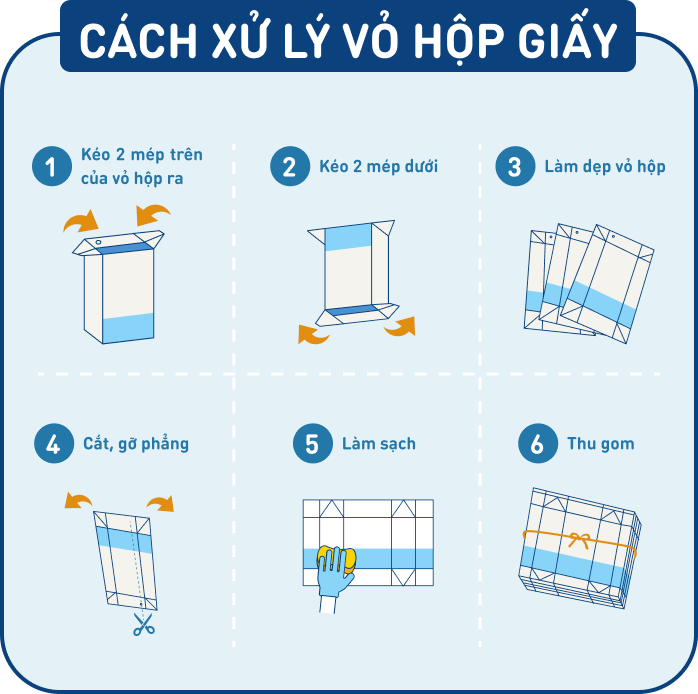 CÁCH XỬ LÝ VỎ HỘP GIẤY
1
Kéo 2 mép trên
của vỏ hộp ra
2
Kéo 2 mép dưới
3
Làm dẹp vỏ hộp
4
Cắt, gỡ phẳng
5
Làm sạch
6
Thu gom